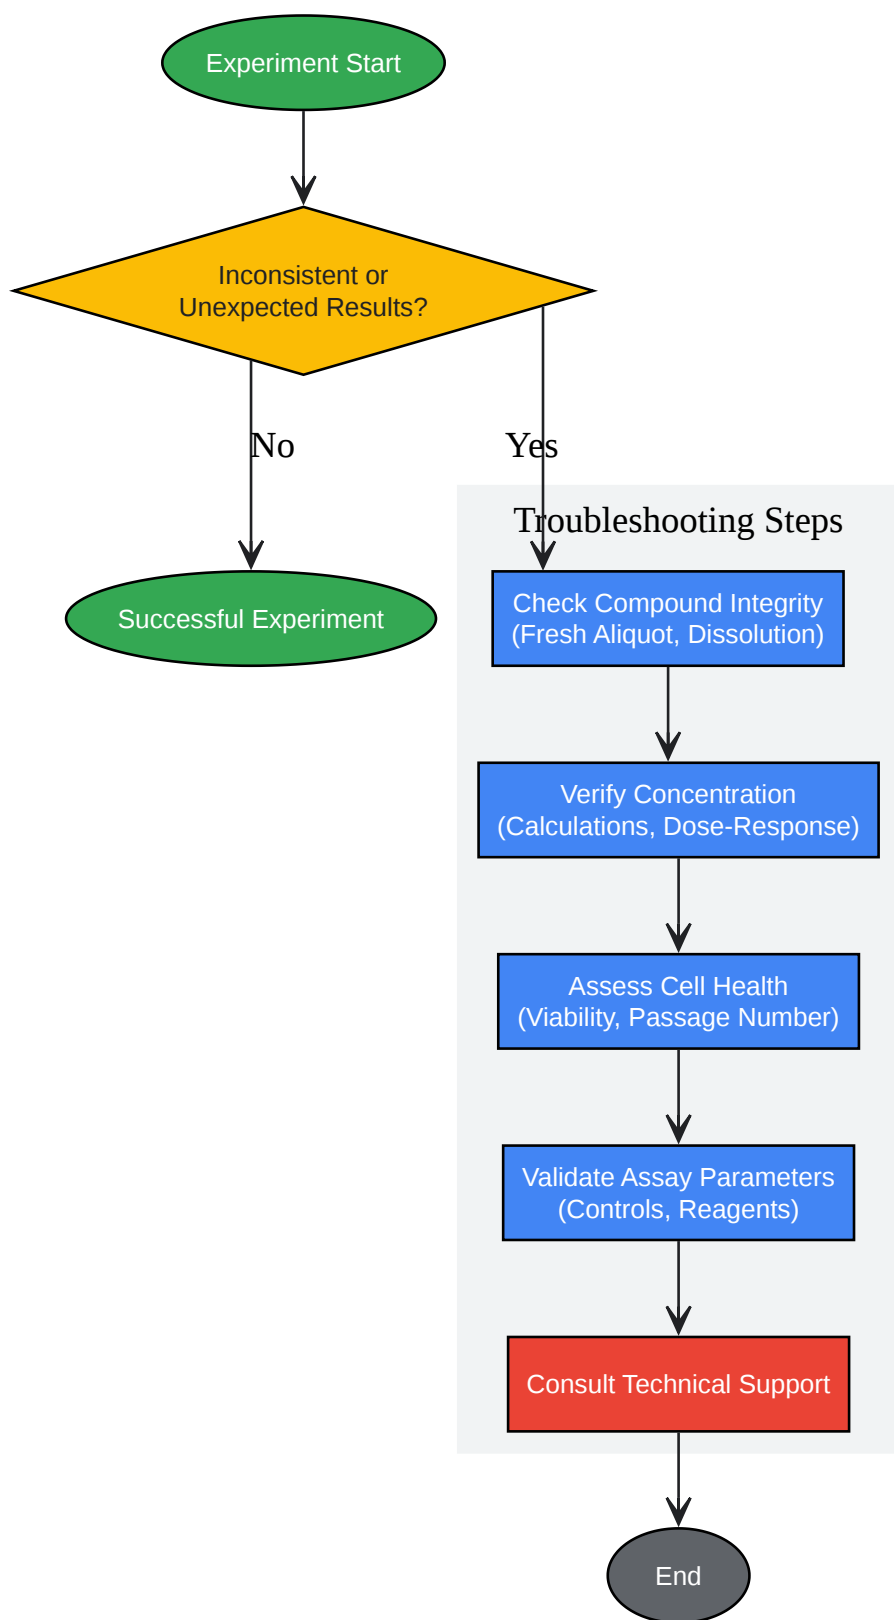 Experiment Start
Inconsistent or
Unexpected Results?
No
Yes
Troubleshooting Steps
Successful Experiment
Check Compound Integrity
(Fresh Aliquot, Dissolution)
Verify Concentration
(Calculations, Dose-Response)
Assess Cell Health
(Viability, Passage Number)
Validate Assay Parameters
(Controls, Reagents)
Consult Technical Support
End